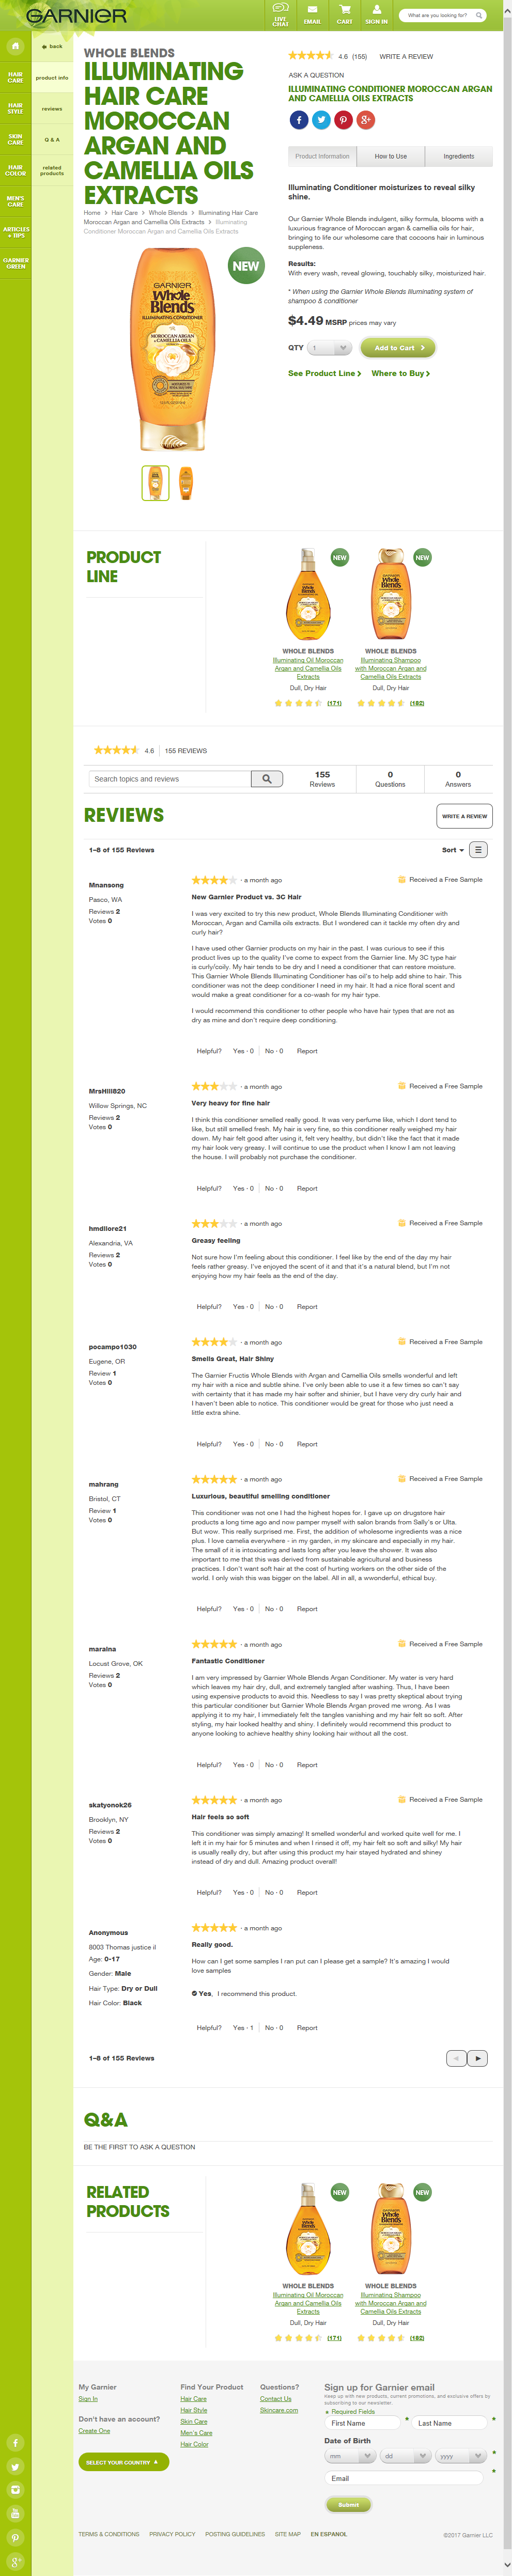 GARNIER
LIVE CHAT
EMAIL
CART
SIGN IN
What are you looking for?
HAIR CARE
HAIR STYLE
SKIN CARE
HAIR COLOR
MEN'S CARE
ARTICLES + TIPS
GARNIER GREEN
back
product info
reviews
Q & A
related products
WHOLE BLENDS
ILLUMINATING
HAIR CARE
MOROCCAN
ARGAN AND
CAMELLIA OILS
EXTRACTS
Home > Hair Care > Whole Blends > Illuminating Hair Care
Moroccan Argan and Camellia Oils Extracts > Illuminating
Conditioner Moroccan Argan and Camellia Oils Extracts
NEW
GARNIER
Whole
Blends
ILLUMINATING CONDITIONER
MOROCCAN ARGAN
& CAMELLIA OILS
4.6 (155) WRITE A REVIEW
ASK A QUESTION
ILLUMINATING CONDITIONER MOROCCAN ARGAN
AND CAMELLIA OILS EXTRACTS
Product Information
How to Use
Ingredients
Illuminating Conditioner moisturizes to reveal silky
shine.
Our Garnier Whole Blends indulgent, silky formula, blooms with a
luxurious fragrance of Moroccan argan & camellia oils for hair,
bringing to life our wholesome care that cocoons hair in luminous
suppleness.
Results:
With every wash, reveal glowing, touchably silky, moisturized hair.
* When using the Garnier Whole Blends Illuminating system of
shampoo & conditioner
$4.49 MSRP prices may vary
QTY 1 Add to Cart >
See Product Line > Where to Buy >
PRODUCT
LINE
NEW
NEW
WHOLE BLENDS
Illuminating Oil Moroccan
Argan and Camellia Oils
Extracts
Dull, Dry Hair
(171)
WHOLE BLENDS
Illuminating Shampoo
with Moroccan Argan and
Camellia Oils Extracts
Dull, Dry Hair
(182)
4.6 155 REVIEWS
Search topics and reviews
155
Reviews
0
Questions
0
Answers
REVIEWS
WRITE A REVIEW
1–8 of 155 Reviews
Sort
Mnansong
Pasco, WA
Reviews 2
Votes 0
· a month ago
Received a Free Sample
New Garnier Product vs. 3C Hair
I was very excited to try this new product, Whole Blends Illuminating Conditioner with
Moroccan, Argan and Camilla oils extracts. But I wondered can it tackle my often dry and
curly hair?
I have used other Garnier products on my hair in the past. I was curious to see if this
product lives up to the quality I've come to expect from the Garnier line. My 3C type hair
is curly/coily. My hair tends to be dry and I need a conditioner that can restore moisture.
This Garnier Whole Blends Illuminating Conditioner has oil's to help add shine to hair. This
conditioner was not the deep conditioner I need in my hair. It had a nice floral scent and
would make a great conditioner for a co-wash for my hair type.
I would recommend this conditioner to other people who have hair types that are not as
dry as mine and don't require deep conditioning.
Helpful? Yes · 0 No · 0 Report
MrsHill820
Willow Springs, NC
Reviews 2
Votes 0
· a month ago
Received a Free Sample
Very heavy for fine hair
I think this conditioner smelled really good. It was very perfume like, which I dont tend to
like, but still smelled fresh. My hair is very fine, so this conditioner really weighed my hair
down. My hair felt good after using it, felt very healthy, but didn't like the fact that it made
my hair look very greasy. I will continue to use the product when I know I am not leaving
the house. I will probably not purchase the conditioner.
Helpful? Yes · 0 No · 0 Report
hmdilore21
Alexandria, VA
Reviews 2
Votes 0
· a month ago
Received a Free Sample
Greasy feeling
Not sure how I'm feeling about this conditioner. I feel like by the end of the day my hair
feels rather greasy. I've enjoyed the scent of it and that it's a natural blend, but I'm not
enjoying how my hair feels as the end of the day.
Helpful? Yes · 0 No · 0 Report
pocampo1030
Eugene, OR
Review 1
Votes 0
· a month ago
Received a Free Sample
Smells Great, Hair Shiny
The Garnier Fructis Whole Blends with Argan and Camellia Oils smells wonderful and left
my hair with a nice and subtle shine. I've only been able to use it a few times so can't say
with certainty that it has made my hair softer and shinier, but I have very dry curly hair and
I haven't been able to notice. This conditioner would be great for those who just need a
little extra shine.
Helpful? Yes · 0 No · 0 Report
mahrang
Bristol, CT
Review 1
Votes 0
· a month ago
Received a Free Sample
Luxurious, beautiful smelling conditioner
This conditioner was not one I had the highest hopes for. I gave up on drugstore hair
products a long time ago and now pamper myself with salon brands from Sally's or Ulta.
But wow. This really surprised me. First, the addition of wholesome ingredients was a nice
plus. I love camelia everywhere - in my garden, in my skincare and especially in my hair.
The small of it is intoxicating and lasts long after you leave the shower. It was also
important to me that this was derived from sustainable agricultural and business
practices. I don't want soft hair at the cost of hurting workers on the other side of the
world. I only wish this was bigger on the label. All in all, a wwonderful, ethical buy.
Helpful? Yes · 0 No · 0 Report
maraina
Locust Grove, OK
Reviews 2
Votes 0
· a month ago
Received a Free Sample
Fantastic Conditioner
I am very impressed by Garnier Whole Blends Argan Conditioner. My water is very hard
which leaves my hair dry, dull, and extremely tangled after washing. Thus, I have been
using expensive products to avoid this. Needless to say I was pretty skeptical about trying
this particular conditioner but Garnier Whole Blends Argan proved me wrong. As I was
applying it to my hair, I immediately felt the tangles vanishing and my hair felt so soft. After
styling, my hair looked healthy and shiny. I definitely would recommend this product to
anyone looking to achieve healthy shiny looking hair without all the cost.
Helpful? Yes · 0 No · 0 Report
skatyonok26
Brooklyn, NY
Reviews 2
Votes 0
· a month ago
Received a Free Sample
Hair feels so soft
This conditioner was simply amazing! It smelled wonderful and worked quite well for me. I
left it in my hair for 5 minutes and when I rinsed it off, my hair felt so soft and silky! My hair
is usually really dry, but after using this product my hair stayed hydrated and shiney
instead of dry and dull. Amazing product overall!
Helpful? Yes · 0 No · 0 Report
Anonymous
8003 Thomas justice ll
Age: 0-17
Gender: Male
Hair Type: Dry or Dull
Hair Color: Black
· a month ago
Really good.
How can I get some samples I ran put can I please get a sample? It's amazing I would
love samples
Yes, I recommend this product.
Helpful? Yes · 1 No · 0 Report
1–8 of 155 Reviews
Q&A
BE THE FIRST TO ASK A QUESTION
RELATED
PRODUCTS
NEW
NEW
WHOLE BLENDS
Illuminating Oil Moroccan
Argan and Camellia Oils
Extracts
Dull, Dry Hair
(171)
WHOLE BLENDS
Illuminating Shampoo
with Moroccan Argan and
Camellia Oils Extracts
Dull, Dry Hair
(182)
My Garnier
Sign In
Don't have an account?
Create One
SELECT YOUR COUNTRY
Find Your Product
Hair Care
Hair Style
Skin Care
Men's Care
Hair Color
Questions?
Contact Us
Skincare.com
Sign up for Garnier email
Keep up with new products, current promotions, and exclusive offers by
subscribing to our newsletter.
* Required Fields
First Name * Last Name *
Date of Birth
mm dd yyyy *
Email *
Submit
TERMS & CONDITIONS PRIVACY POLICY POSTING GUIDELINES SITE MAP EN ESPANOL
©2017 Garnier LLC